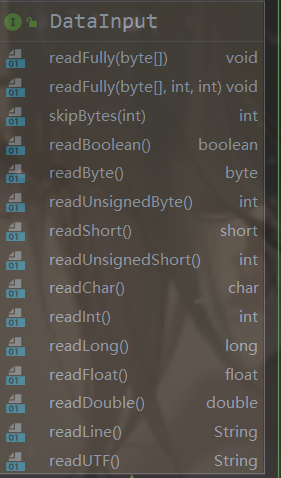 DataInput
readFully(byte[]) void
readFully(byte[], int, int) void
skipBytes(int) int
readBoolean() boolean
readByte() byte
readUnsignedByte() int
readShort() short
readUnsignedShort() int
readChar() char
readInt() int
readLong() long
readFloat() float
readDouble() double
readLine() String
readUTF() String